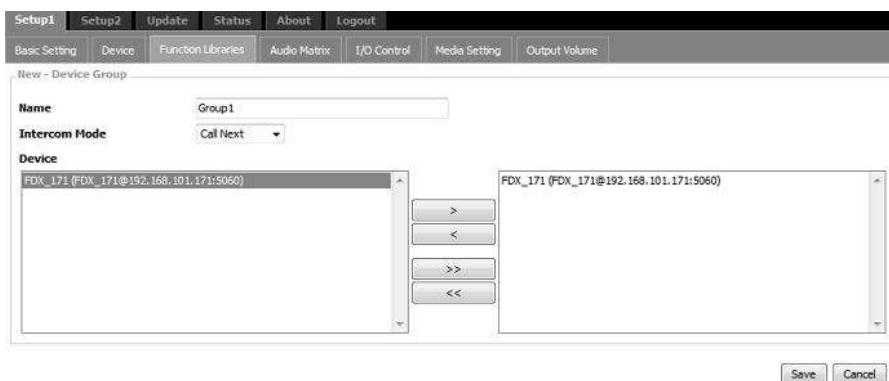 Setup1 Setup2 Update Status About Logout
Basic Setting Device Function Libraries Audio Matrix I/O Control Media Setting Output Volume
New - Device Group
Name Group1
Intercom Mode Call Next
Device
FDX_171 (FDX_171@192.168.101.171:5060) FDX_171 (FDX_171@192.168.101.171:5060)
>
<
>>
<<
Save Cancel